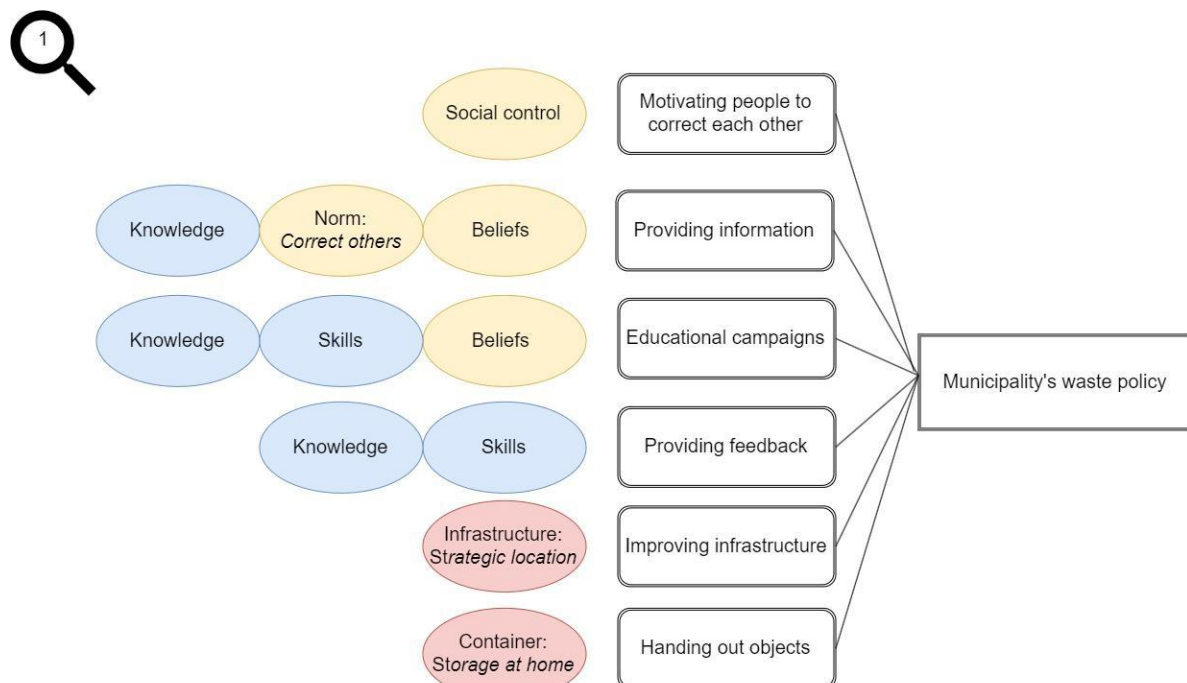 1
Social control
Motivating people to
correct each other
Knowledge
Norm:
Correct others
Beliefs
Providing information
Knowledge
Skills
Beliefs
Educational campaigns
Municipality's waste policy
Knowledge
Skills
Providing feedback
Infrastructure:
Strategic location
Improving infrastructure
Container:
Storage at home
Handing out objects